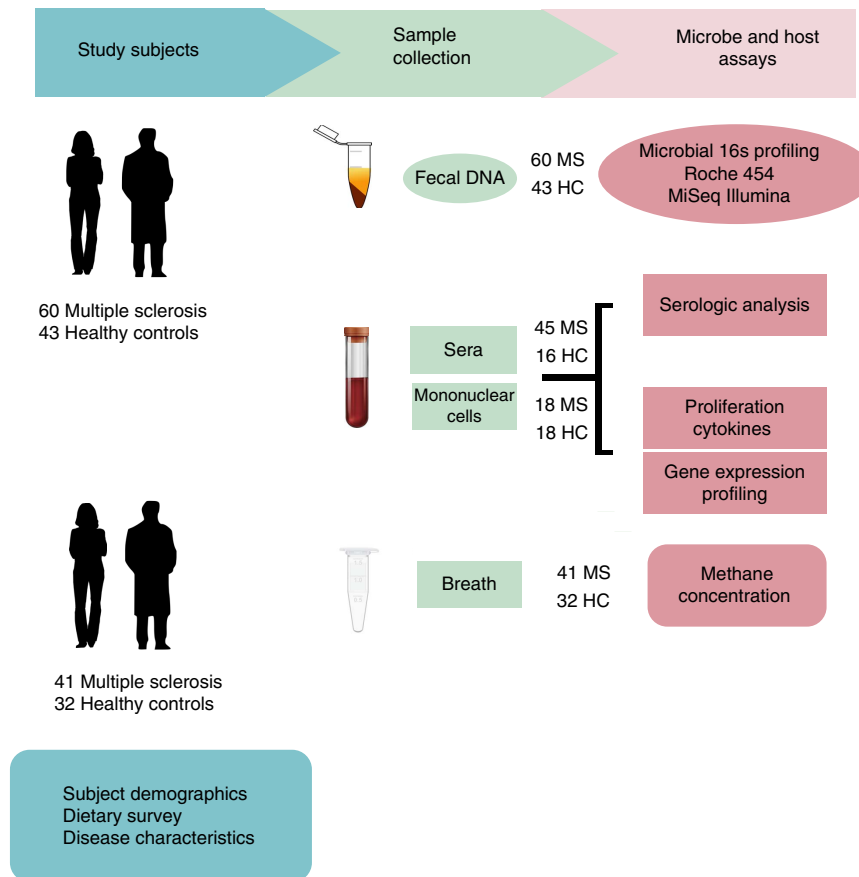 Study subjects
Sample
collection
Microbe and host
assays
60 Multiple sclerosis
43 Healthy controls
Fecal DNA
60 MS
43 HC
Microbial 16s profiling
Roche 454
MiSeq Illumina
Sera
45 MS
16 HC
Serologic analysis
Mononuclear
cells
18 MS
18 HC
Proliferation
cytokines
Gene expression
profiling
41 Multiple sclerosis
32 Healthy controls
Breath
41 MS
32 HC
Methane
concentration
Subject demographics
Dietary survey
Disease characteristics